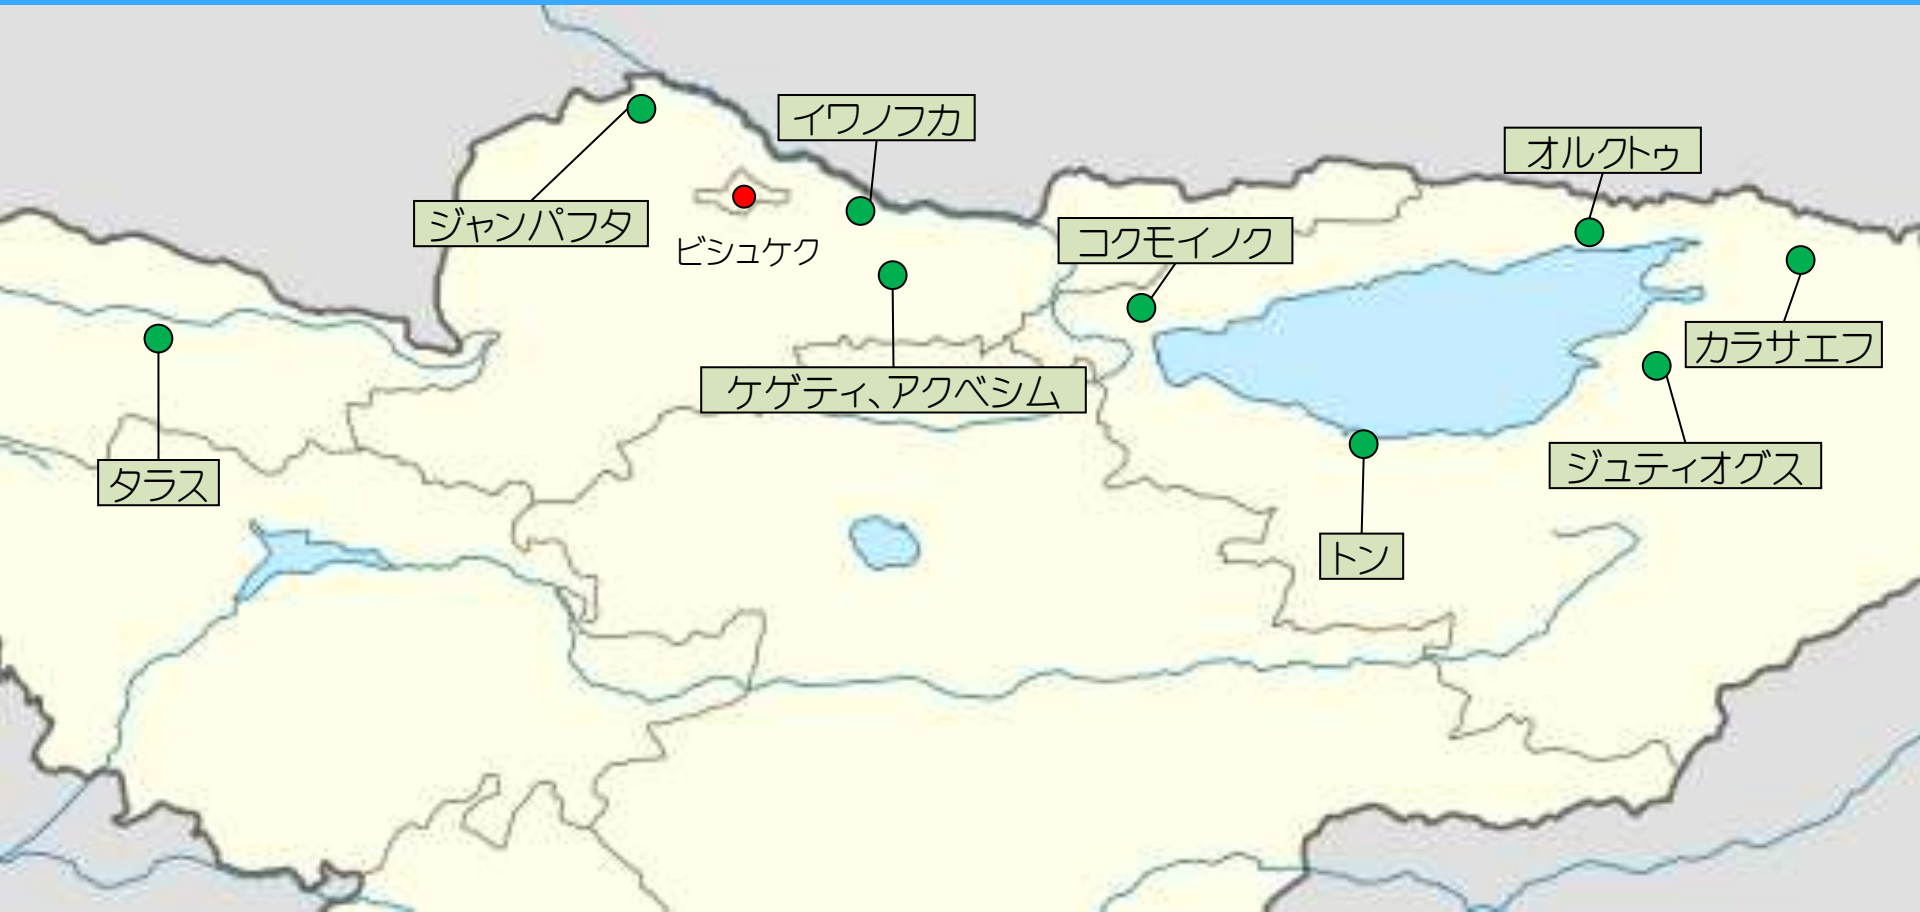 イワノフカ
オルクトゥ
ジャンパフタ
ビシュケク
コクモイノク
カラサエフ
ケゲティ、アクベシム
タラス
ジュティオグス
トン